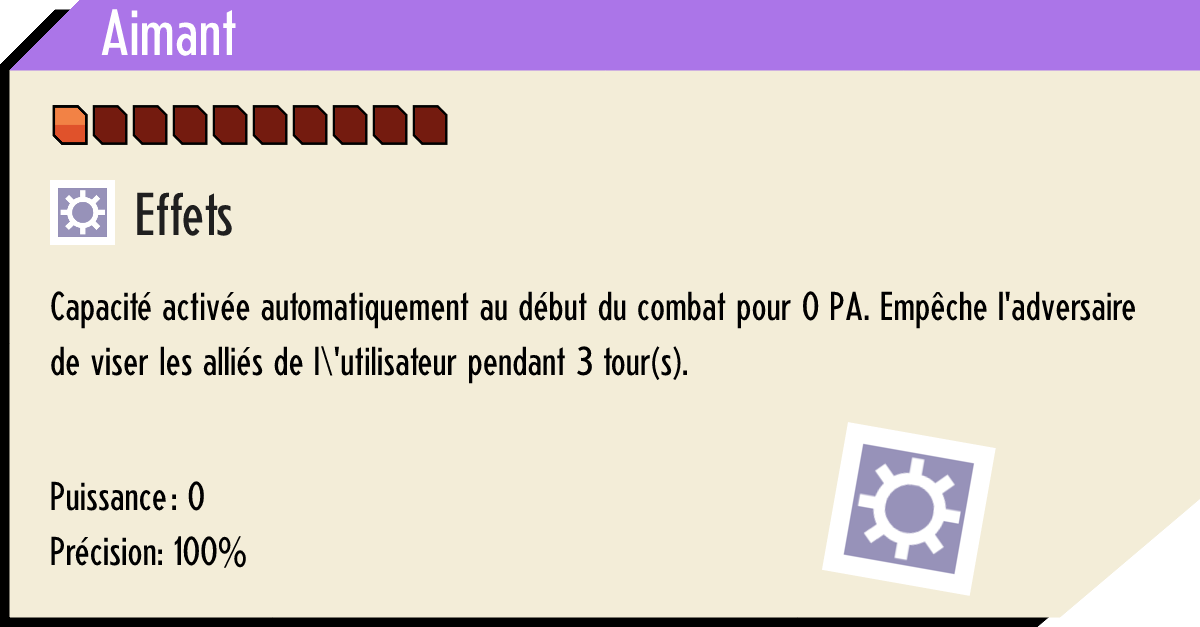 Aimant
Effets
Capacité activée automatiquement au début du combat pour 0 PA. Empêche l'adversaire
de viser les alliés de l\'utilisateur pendant 3 tour(s).
Puissance : 0
Précision: 100%